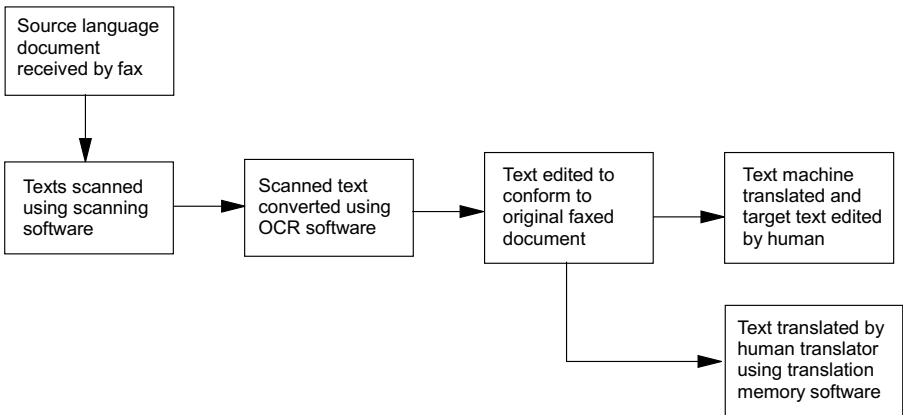 Source language
document
received by fax
Texts scanned
using scanning
software
Scanned text
converted using
OCR software
Text edited to
conform to
original faxed
document
Text machine
translated and
target text edited
by human
Text translated by
human translator
using translation
memory software